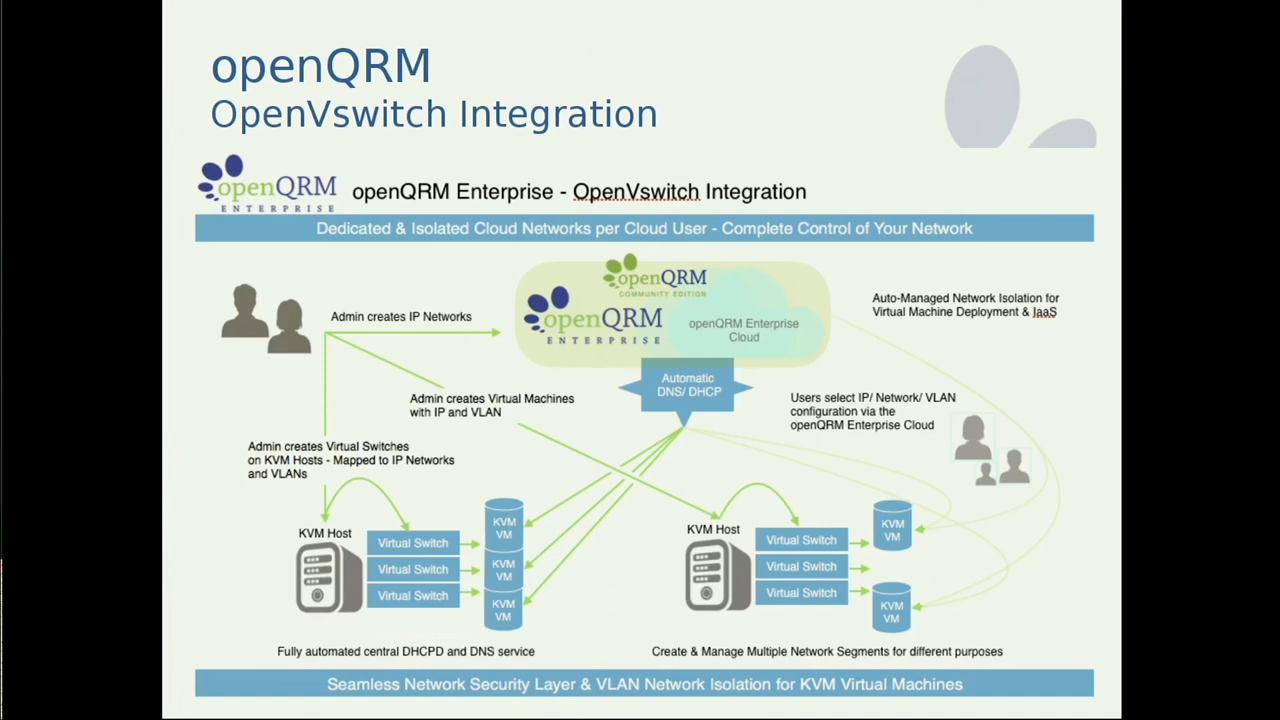 openQRM
OpenVswitch Integration
openQRM
ENTERPRISE
openQRM Enterprise - OpenVswitch Integration
Dedicated & Isolated Cloud Networks per Cloud User - Complete Control of Your Network
openQRM
COMMUNITY EDITION
openQRM
ENTERPRISE
openQRM Enterprise
Cloud
Admin creates IP Networks
Auto-Managed Network Isolation for
Virtual Machine Deployment & IaaS
Automatic
DNS/ DHCP
Admin creates Virtual Machines
with IP and VLAN
Users select IP/ Network/ VLAN
configuration via the
openQRM Enterprise Cloud
Admin creates Virtual Switches
on KVM Hosts - Mapped to IP Networks
and VLANs
KVM Host
Virtual Switch
Virtual Switch
Virtual Switch
KVM
VM
KVM
VM
KVM
VM
KVM Host
Virtual Switch
Virtual Switch
Virtual Switch
KVM
VM
KVM
VM
Fully automated central DHCPD and DNS service
Create & Manage Multiple Network Segments for different purposes
Seamless Network Security Layer & VLAN Network Isolation for KVM Virtual Machines